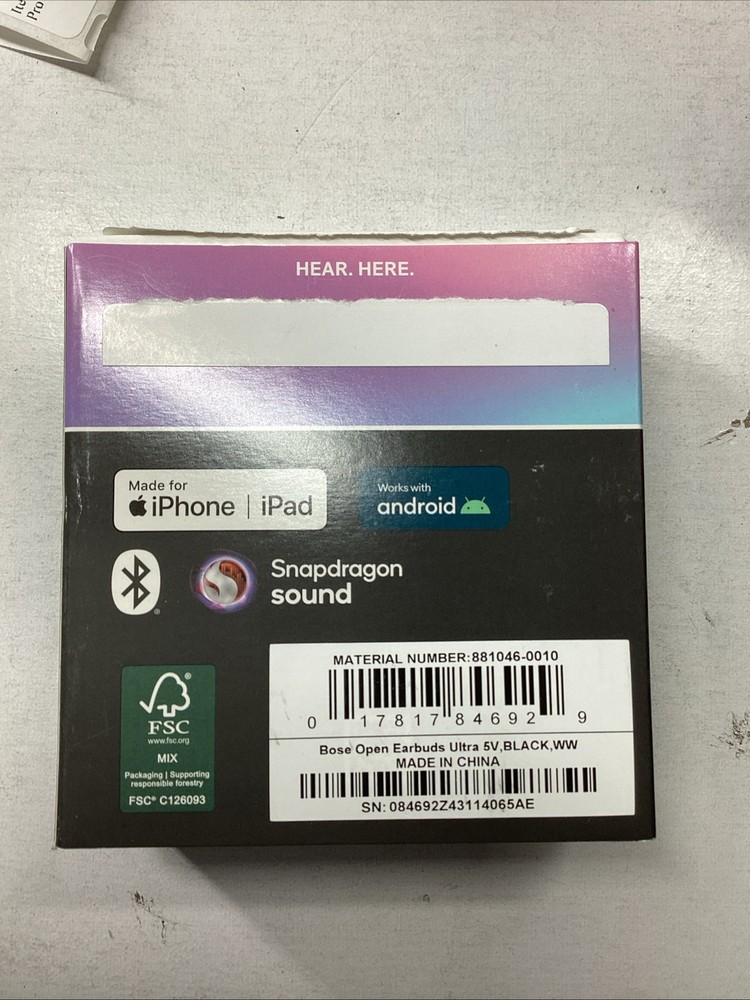 Pro
HEAR. HERE.
Made for
iPhone | iPad
Works with
android
Snapdragon
sound
FSC®
www.fsc.org
MIX
Packaging | Supporting
responsible forestry
FSC® C126093
MATERIAL NUMBER:881046-0010
0 17817 84692 9
Bose Open Earbuds Ultra 5V,BLACK,WW
MADE IN CHINA
SN: 084692Z43114065AE